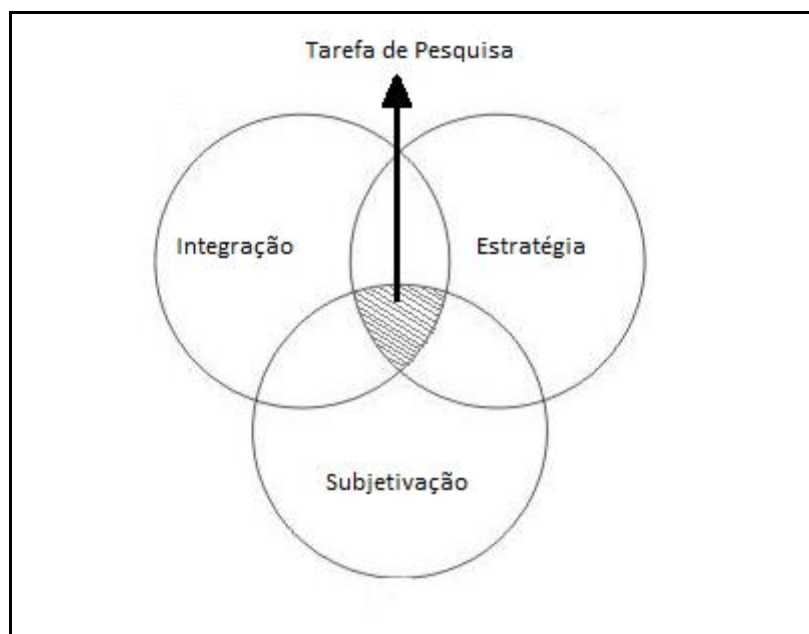 Tarefa de Pesquisa
Integração
Estratégia
Subjetivação